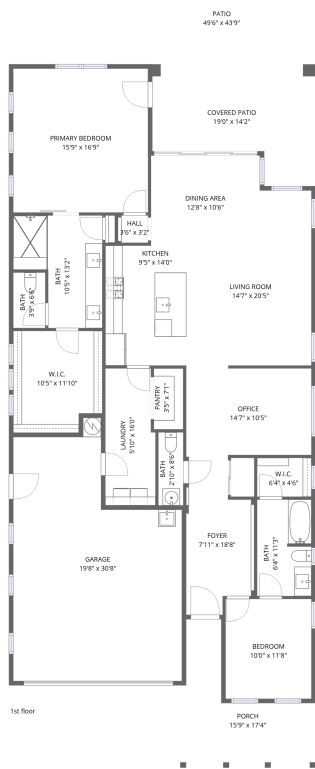 PATIO
49'6" x 43'9"
COVERED PATIO
19'0" x 14'2"
PRIMARY BEDROOM
15'9" x 16'9"
DINING AREA
12'8" x 10'6"
HALL
3'6" x 3'2"
KITCHEN
9'5" x 14'0"
BATH
10'5" x 13'2"
BATH
3'9" x 6'6"
LIVING ROOM
14'7" x 20'5"
W.I.C.
10'5" x 11'10"
PANTRY
3'5" x 7'1"
OFFICE
14'7" x 10'5"
LAUNDRY
5'10" x 16'0"
BATH
2'10" x 8'6"
W.I.C.
6'4" x 4'6"
FOYER
7'11" x 18'8"
BATH
6'4" x 11'3"
GARAGE
19'8" x 30'8"
BEDROOM
10'0" x 11'8"
1st floor
PORCH
15'9" x 17'4"